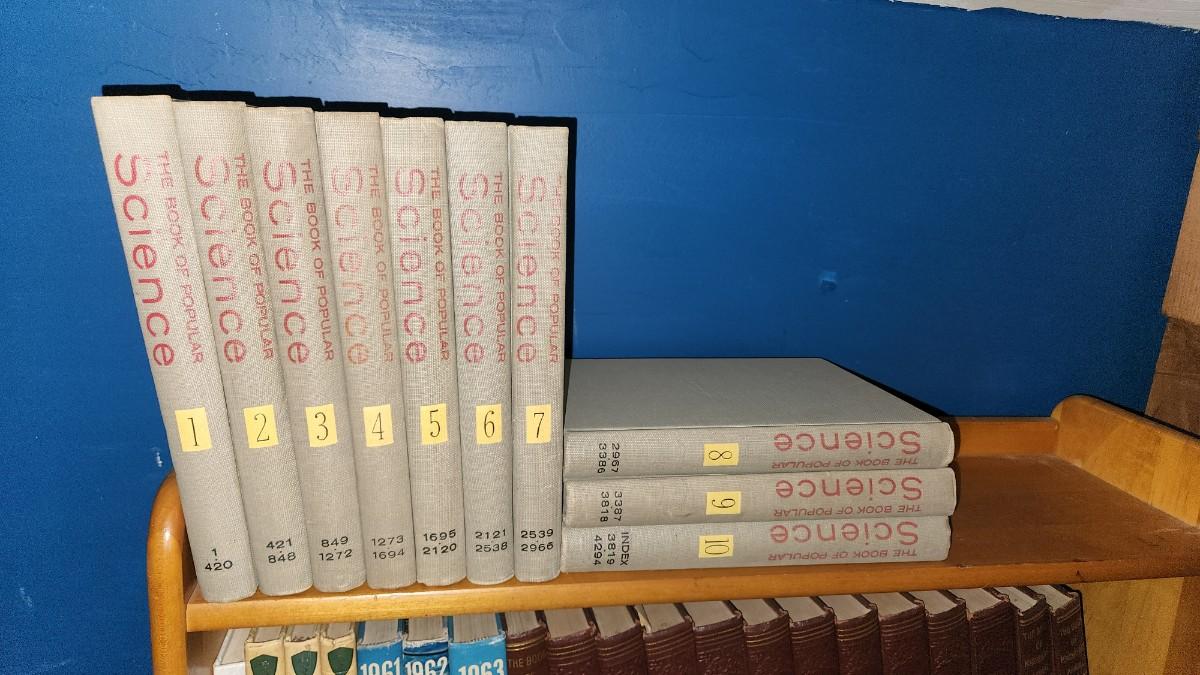 THE BOOK OF POPULAR
Science
1
1
420
THE BOOK OF POPULAR
Science
2
421
848
THE BOOK OF POPULAR
Science
3
849
1272
THE BOOK OF POPULAR
Science
4
1273
1694
THE BOOK OF POPULAR
Science
5
1695
2120
THE BOOK OF POPULAR
Science
6
2121
2538
THE BOOK OF POPULAR
Science
7
2539
2966
THE BOOK OF POPULAR
Science
8
2967
3386
THE BOOK OF POPULAR
Science
9
3387
3818
THE BOOK OF POPULAR
Science
10
INDEX
3819
4294
1961
1962
1963
THE BOOK